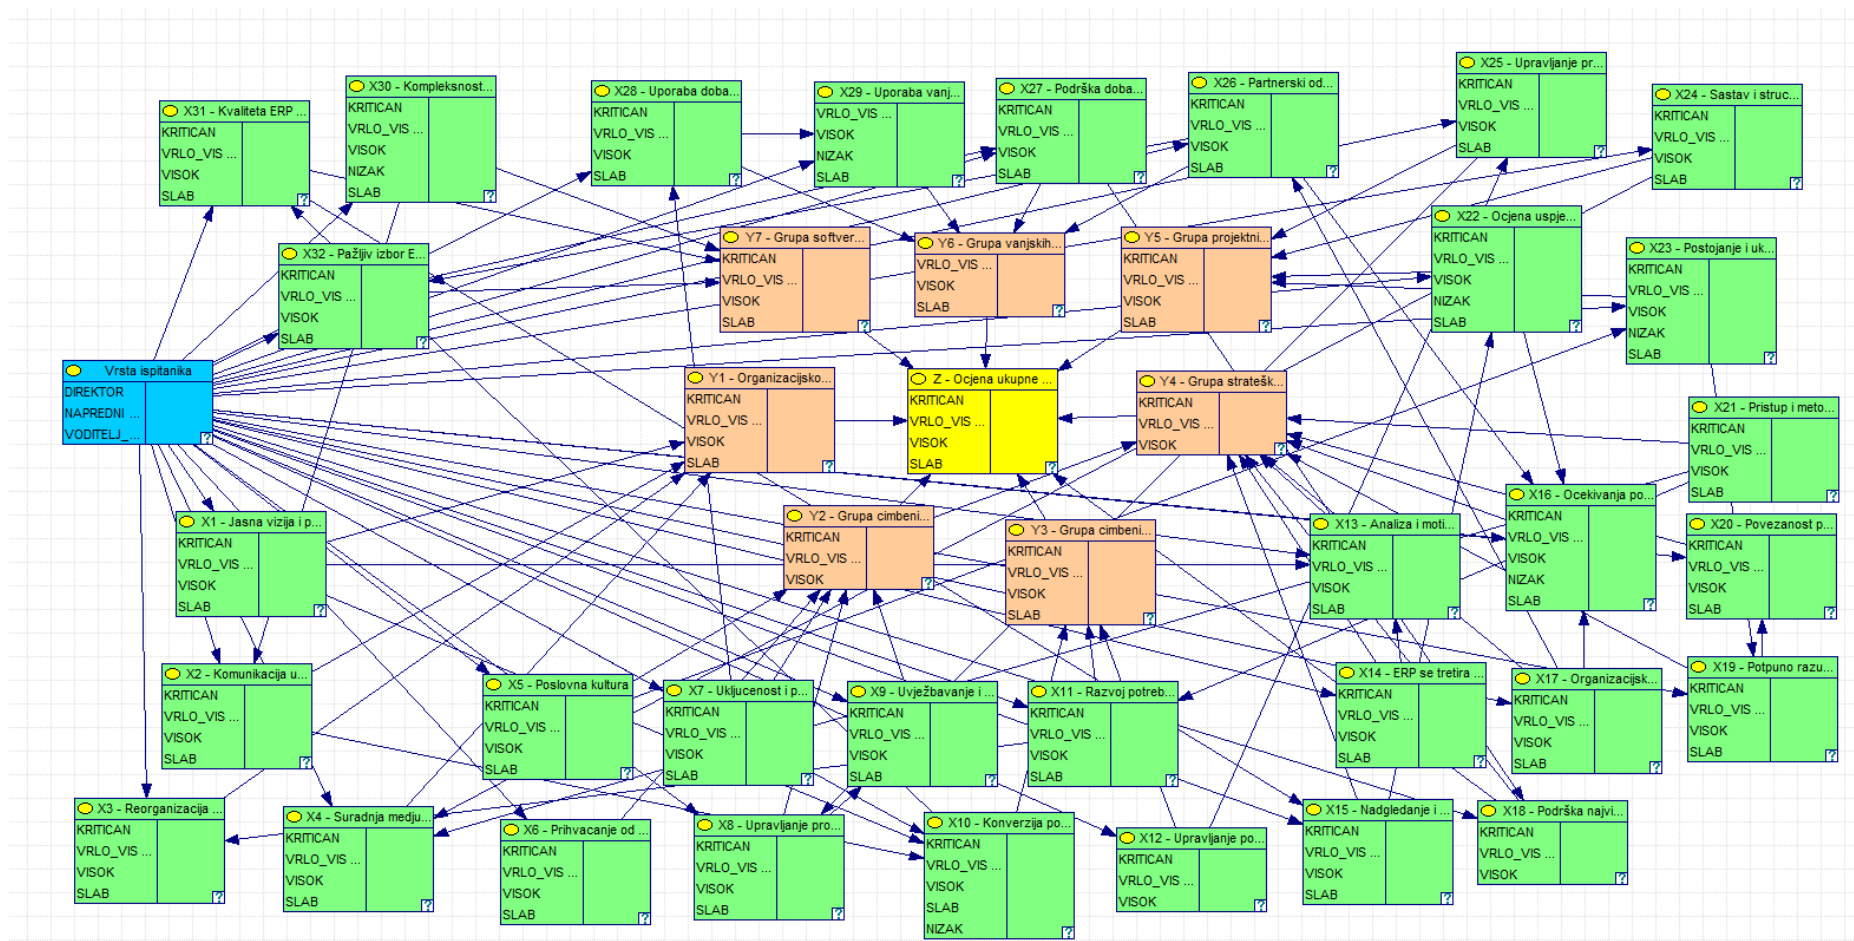 X25 - Upravljanje pr...
KRITICAN
VRLO_VIS ...
VISOK
SLAB
X30 - Kompleksnost...
KRITICAN
VRLO_VIS ...
VISOK
NIZAK
SLAB
X28 - Uporaba doba...
KRITICAN
VRLO_VIS ...
VISOK
SLAB
X29 - Uporaba vanj...
VRLO_VIS ...
VISOK
NIZAK
SLAB
X27 - Podrška doba...
KRITICAN
VRLO_VIS ...
VISOK
SLAB
X26 - Partnerski od...
KRITICAN
VRLO_VIS ...
VISOK
SLAB
X24 - Sastav i struc...
KRITICAN
VRLO_VIS ...
VISOK
SLAB
X31 - Kvaliteta ERP ...
KRITICAN
VRLO_VIS ...
VISOK
SLAB
X32 - Pažljiv izbor E...
KRITICAN
VRLO_VIS ...
VISOK
SLAB
Y7 - Grupa softver...
KRITICAN
VRLO_VIS ...
VISOK
SLAB
Y6 - Grupa vanjskih...
VRLO_VIS ...
VISOK
SLAB
Y5 - Grupa projektni...
KRITICAN
VRLO_VIS ...
VISOK
SLAB
X22 - Ocjena uspje...
KRITICAN
VRLO_VIS ...
VISOK
NIZAK
SLAB
X23 - Postojanje i uk...
KRITICAN
VRLO_VIS ...
VISOK
NIZAK
SLAB
Vrsta ispitanika
DIREKTOR
NAPREDNI ...
VODITELJ_...
Y1 - Organizacijsko...
KRITICAN
VRLO_VIS ...
VISOK
SLAB
Z - Ocjena ukupne ...
KRITICAN
VRLO_VIS ...
VISOK
SLAB
Y4 - Grupa stratešk...
KRITICAN
VRLO_VIS ...
VISOK
X21 - Pristup i meto...
KRITICAN
VRLO_VIS ...
VISOK
SLAB
X1 - Jasna vizija i p...
KRITICAN
VRLO_VIS ...
VISOK
SLAB
Y2 - Grupa cimbeni...
KRITICAN
VRLO_VIS ...
VISOK
Y3 - Grupa cimbeni...
KRITICAN
VRLO_VIS ...
VISOK
SLAB
X13 - Analiza i moti...
KRITICAN
VRLO_VIS ...
VISOK
SLAB
X16 - Ocekivanja po...
KRITICAN
VRLO_VIS ...
VISOK
NIZAK
SLAB
X20 - Povezanost p...
KRITICAN
VRLO_VIS ...
VISOK
SLAB
X2 - Komunikacija u...
KRITICAN
VRLO_VIS ...
VISOK
SLAB
X5 - Poslovna kultura
KRITICAN
VRLO_VIS ...
VISOK
SLAB
X7 - Ukljucenost i p...
KRITICAN
VRLO_VIS ...
VISOK
SLAB
X9 - Uvježbavanje i ...
KRITICAN
VRLO_VIS ...
VISOK
SLAB
X11 - Razvoj potreb...
KRITICAN
VRLO_VIS ...
VISOK
SLAB
X14 - ERP se tretira ...
KRITICAN
VRLO_VIS ...
VISOK
SLAB
X17 - Organizacijsk...
KRITICAN
VRLO_VIS ...
VISOK
SLAB
X19 - Potpuno razu...
KRITICAN
VRLO_VIS ...
VISOK
SLAB
X3 - Reorganizacija ...
KRITICAN
VRLO_VIS ...
VISOK
SLAB
X4 - Suradnja medju...
KRITICAN
VRLO_VIS ...
VISOK
SLAB
X6 - Prihvacanje od ...
KRITICAN
VRLO_VIS ...
VISOK
SLAB
X8 - Upravljanje pro...
KRITICAN
VRLO_VIS ...
VISOK
SLAB
X10 - Konverzija po...
KRITICAN
VRLO_VIS ...
VISOK
SLAB
NIZAK
X12 - Upravljanje po...
KRITICAN
VRLO_VIS ...
VISOK
X15 - Nadgledanje i ...
KRITICAN
VRLO_VIS ...
VISOK
SLAB
X18 - Podrška najvi...
KRITICAN
VRLO_VIS ...
VISOK